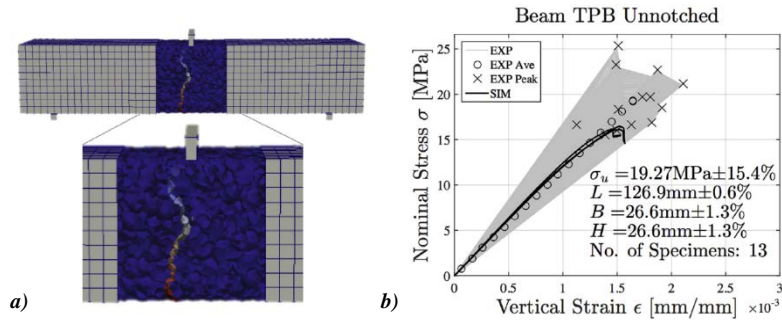 Beam TPB Unnotched
EXP
EXP Ave
EXP Peak
SIM
σᵤ =19.27MPa±15.4%
L =126.9mm±0.6%
B =26.6mm±1.3%
H =26.6mm±1.3%
No. of Specimens: 13
Nominal Stress σ [MPa]
25
20
15
10
5
0
0 0.5 1 1.5 2 2.5 3
Vertical Strain ϵ [mm/mm] ×10⁻³
a)
b)